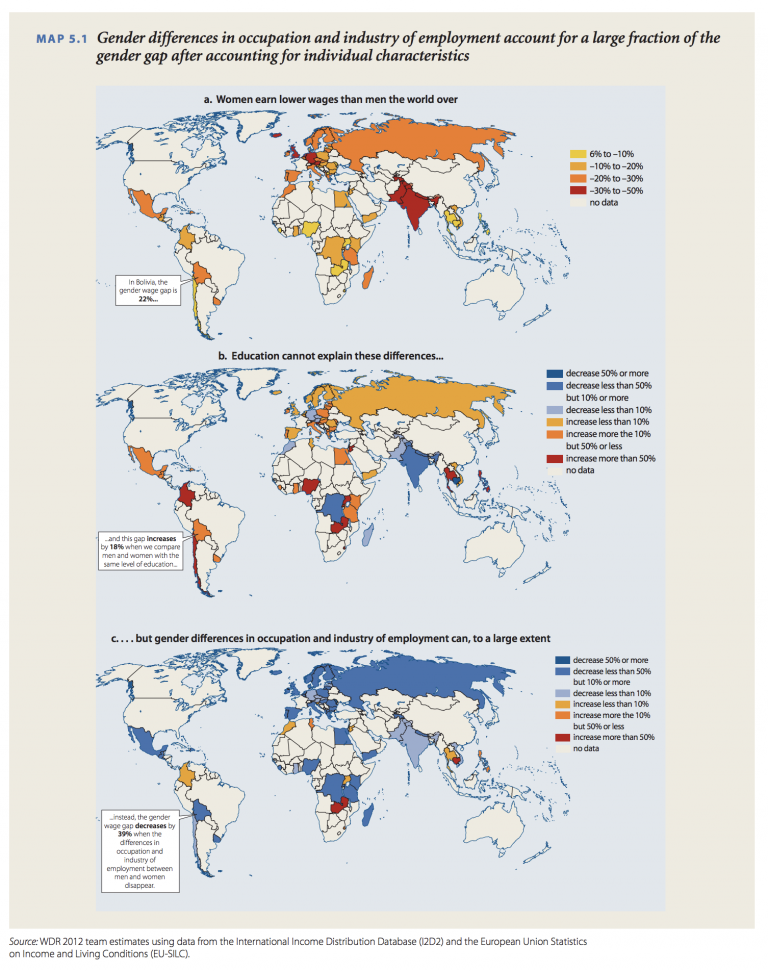 MAP 5.1 Gender differences in occupation and industry of employment account for a large fraction of the
gender gap after accounting for individual characteristics
a. Women earn lower wages than men the world over
6% to –10%
–10% to –20%
–20% to –30%
–30% to –50%
no data
In Bolivia, the
gender wage gap is
22%...
b. Education cannot explain these differences...
decrease 50% or more
decrease less than 50%
but 10% or more
decrease less than 10%
increase less than 10%
increase more the 10%
but 50% or less
increase more than 50%
no data
...and this gap increases
by 18% when we compare
men and women with the
same level of education...
c. . . . but gender differences in occupation and industry of employment can, to a large extent
decrease 50% or more
decrease less than 50%
but 10% or more
decrease less than 10%
increase less than 10%
increase more the 10%
but 50% or less
increase more than 50%
no data
...instead, the gender
wage gap decreases by
39% when the
differences in
occupation and
industry of
employment between
men and women
disappear.
Source: WDR 2012 team estimates using data from the International Income Distribution Database (I2D2) and the European Union Statistics
on Income and Living Conditions (EU-SILC).